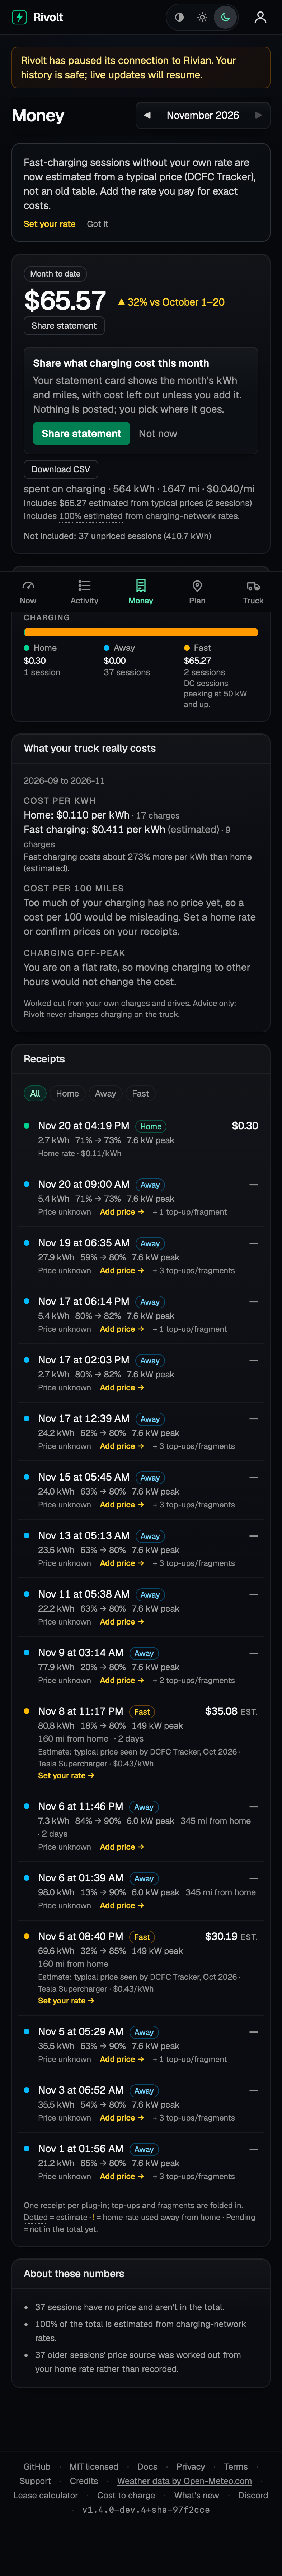 Rivolt
Rivolt has paused its connection to Rivian. Your
history is safe; live updates will resume.
Money
◀ November 2026 ▶
Fast-charging sessions without your own rate are
now estimated from a typical price (DCFC Tracker),
not an old table. Add the rate you pay for exact
costs.
Set your rate Got it
Month to date
$65.57 ▲ 32% vs October 1–20
Share statement
Share what charging cost this month
Your statement card shows the month's kWh
and miles, with cost left out unless you add it.
Nothing is posted; you pick where it goes.
Share statement Not now
Download CSV
spent on charging · 564 kWh · 1647 mi · $0.040/mi
Includes $65.27 estimated from typical prices (2 sessions)
Includes 100% estimated from charging-network rates.
Not included: 37 unpriced sessions (410.7 kWh)
Now Activity Money Plan Truck
CHARGING
Home Away Fast
$0.30 $0.00 $65.27
1 session 37 sessions 2 sessions
DC sessions
peaking at 50 kW
and up.
What your truck really costs
2026-09 to 2026-11
COST PER KWH
Home: $0.110 per kWh · 17 charges
Fast charging: $0.411 per kWh (estimated) · 9
charges
Fast charging costs about 273% more per kWh than home
(estimated).
COST PER 100 MILES
Too much of your charging has no price yet, so a
cost per 100 would be misleading. Set a home rate
or confirm prices on your receipts.
CHARGING OFF-PEAK
You are on a flat rate, so moving charging to other
hours would not change the cost.
Worked out from your own charges and drives. Advice only:
Rivolt never changes charging on the truck.
Receipts
All Home Away Fast
Nov 20 at 04:19 PM Home $0.30
2.7 kWh 71% → 73% 7.6 kW peak
Home rate · $0.11/kWh
Nov 20 at 09:00 AM Away —
5.4 kWh 71% → 73% 7.6 kW peak
Price unknown Add price → + 1 top-up/fragment
Nov 19 at 06:35 AM Away —
27.9 kWh 59% → 80% 7.6 kW peak
Price unknown Add price → + 3 top-ups/fragments
Nov 17 at 06:14 PM Away —
5.4 kWh 80% → 82% 7.6 kW peak
Price unknown Add price → + 1 top-up/fragment
Nov 17 at 02:03 PM Away —
2.7 kWh 80% → 82% 7.6 kW peak
Price unknown Add price →
Nov 17 at 12:39 AM Away —
24.2 kWh 62% → 80% 7.6 kW peak
Price unknown Add price → + 3 top-ups/fragments
Nov 15 at 05:45 AM Away —
24.0 kWh 63% → 80% 7.6 kW peak
Price unknown Add price → + 3 top-ups/fragments
Nov 13 at 05:13 AM Away —
23.5 kWh 63% → 80% 7.6 kW peak
Price unknown Add price → + 3 top-ups/fragments
Nov 11 at 05:38 AM Away —
22.2 kWh 63% → 80% 7.6 kW peak
Price unknown Add price →
Nov 9 at 03:14 AM Away —
77.9 kWh 20% → 80% 7.6 kW peak
Price unknown Add price → + 2 top-ups/fragments
Nov 8 at 11:17 PM Fast $35.08 EST.
80.8 kWh 18% → 80% 149 kW peak
160 mi from home · 2 days
Estimate: typical price seen by DCFC Tracker, Oct 2026 ·
Tesla Supercharger · $0.43/kWh
Set your rate →
Nov 6 at 11:46 PM Away —
7.3 kWh 84% → 90% 6.0 kW peak 345 mi from home
· 2 days
Price unknown Add price →
Nov 6 at 01:39 AM Away —
98.0 kWh 13% → 90% 6.0 kW peak 345 mi from home
Price unknown Add price →
Nov 5 at 08:40 PM Fast $30.19 EST.
69.6 kWh 32% → 85% 149 kW peak
160 mi from home
Estimate: typical price seen by DCFC Tracker, Oct 2026 ·
Tesla Supercharger · $0.43/kWh
Set your rate →
Nov 5 at 05:29 AM Away —
35.5 kWh 63% → 90% 7.6 kW peak
Price unknown Add price → + 1 top-up/fragment
Nov 3 at 06:52 AM Away —
35.5 kWh 54% → 80% 7.6 kW peak
Price unknown Add price → + 3 top-ups/fragments
Nov 1 at 01:56 AM Away —
21.2 kWh 65% → 80% 7.6 kW peak
Price unknown Add price → + 3 top-ups/fragments
One receipt per plug-in; top-ups and fragments are folded in.
Dotted = estimate · ! = home rate used away from home · Pending
= not in the total yet.
About these numbers
• 37 sessions have no price and aren't in the total.
• 100% of the total is estimated from charging-network
rates.
• 37 older sessions' price source was worked out from
your home rate rather than recorded.
GitHub · MIT licensed · Docs · Privacy · Terms ·
Support · Credits · Weather data by Open-Meteo.com ·
Lease calculator · Cost to charge · What's new · Discord
· v1.4.0-dev.4+sha-97f2cce